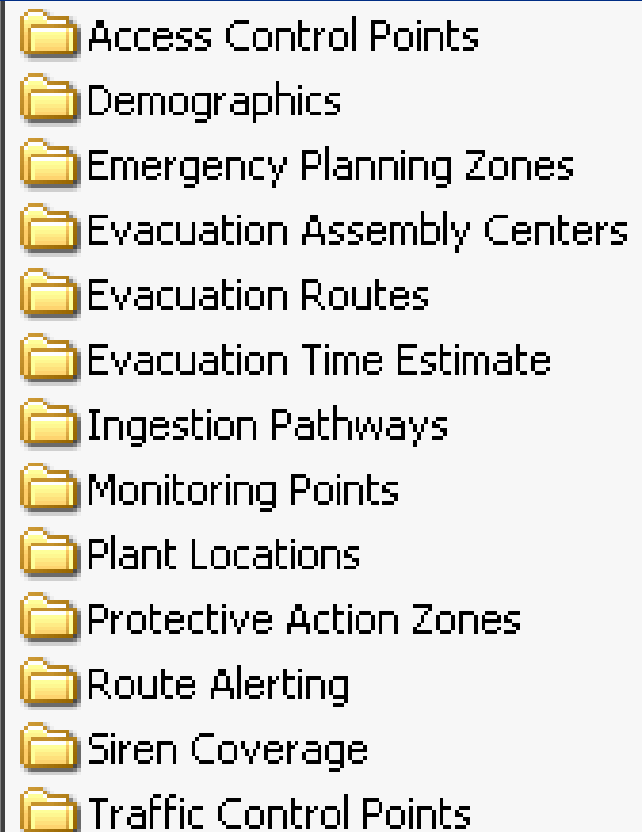 Access Control Points
Demographics
Emergency Planning Zones
Evacuation Assembly Centers
Evacuation Routes
Evacuation Time Estimate
Ingestion Pathways
Monitoring Points
Plant Locations
Protective Action Zones
Route Alerting
Siren Coverage
Traffic Control Points